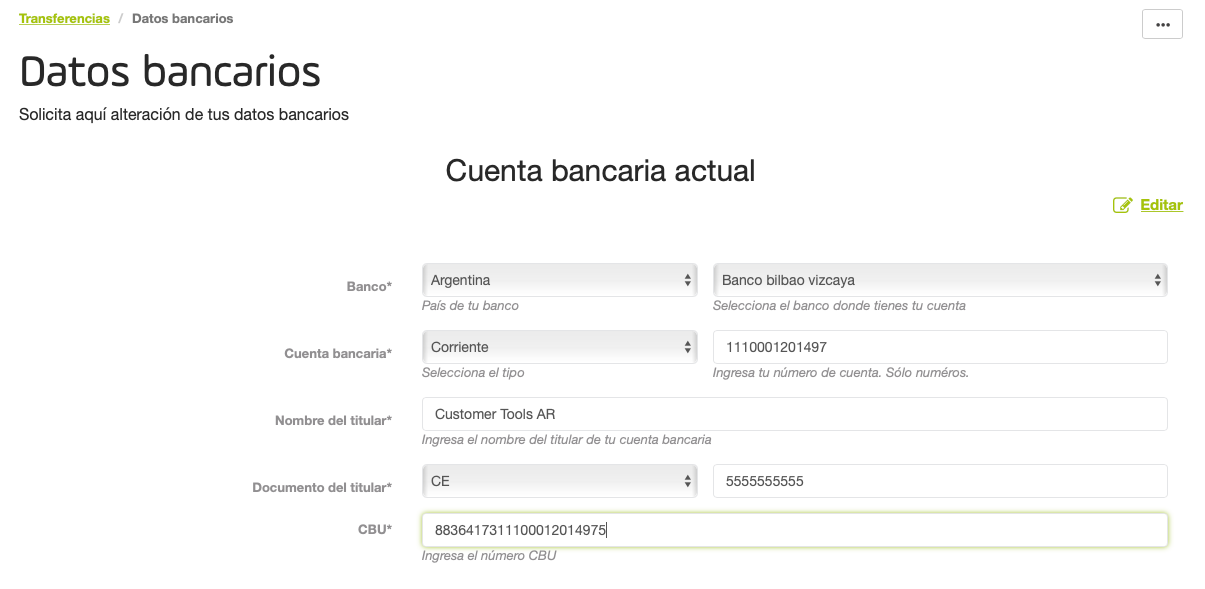 Transferencias / Datos bancarios
...
Datos bancarios
Solicita aquí alteración de tus datos bancarios
Cuenta bancaria actual
Editar
Banco* Argentina Banco bilbao vizcaya
País de tu banco Selecciona el banco donde tienes tu cuenta
Cuenta bancaria* Corriente 1110001201497
Selecciona el tipo Ingresa tu número de cuenta. Sólo numéros.
Nombre del titular* Customer Tools AR
Ingresa el nombre del titular de tu cuenta bancaria
Documento del titular* CE 5555555555
CBU* 8836417311100012014975
Ingresa el número CBU